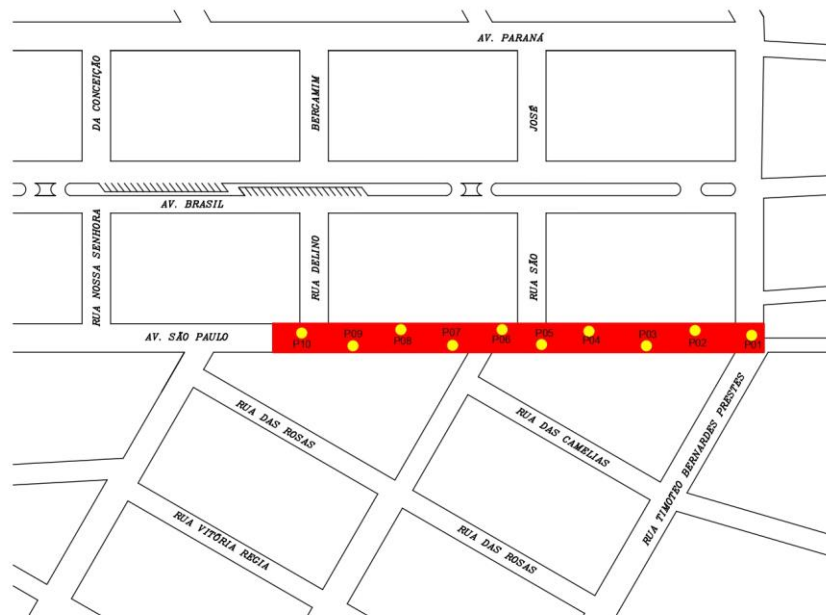 AV. PARANÁ
DA CONCEIÇÃO
BERGAMIM
JOSÉ
AV. BRASIL
RUA NOSSA SENHORA
RUA DELINO
RUA SÃO
AV. SÃO PAULO
P10
P09
P08
P07
P06
P05
P04
P03
P02
P01
RUA DAS ROSAS
RUA DAS CAMELIAS
RUA TIMOTEO BERNARDES PRESTES
RUA VITÓRIA REGIA
RUA DAS ROSAS